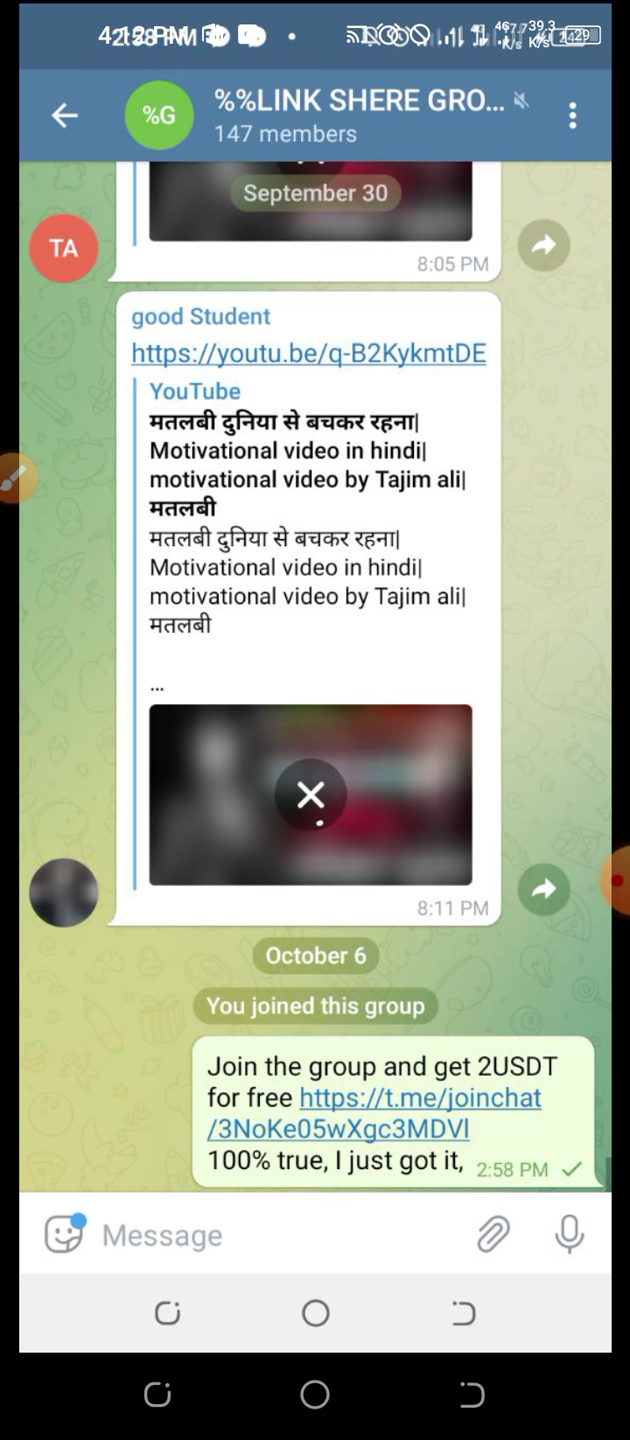 %G
%%LINK SHERE GRO...
147 members
September 30
TA
8:05 PM
good Student
https://youtu.be/q-B2KykmtDE
YouTube
मतलबी दुनिया से बचकर रहना|
Motivational video in hindi|
motivational video by Tajim ali|
मतलबी
मतलबी दुनिया से बचकर रहना|
Motivational video in hindi|
motivational video by Tajim ali|
मतलबी
...
8:11 PM
October 6
You joined this group
Join the group and get 2USDT
for free https://t.me/joinchat
/3NoKe05wXgc3MDVl
100% true, I just got it, 2:58 PM
Message